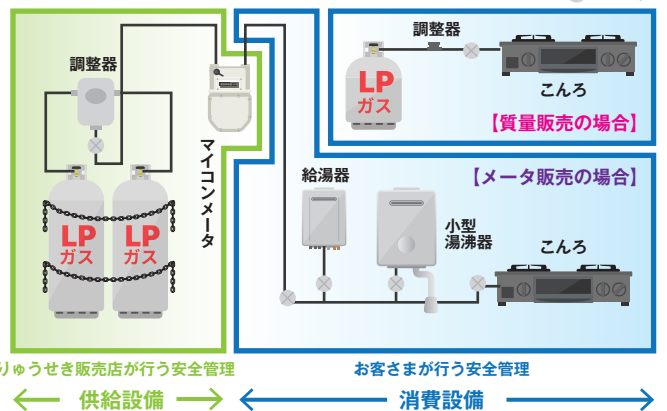 調整器
LP
ガス
LP
ガス
マイコンメータ
調整器
LP
ガス
こんろ
【質量販売の場合】
【メータ販売の場合】
給湯器
小型
湯沸器
こんろ
りゅうせき販売店が行う安全管理
お客さまが行う安全管理
供給設備
消費設備